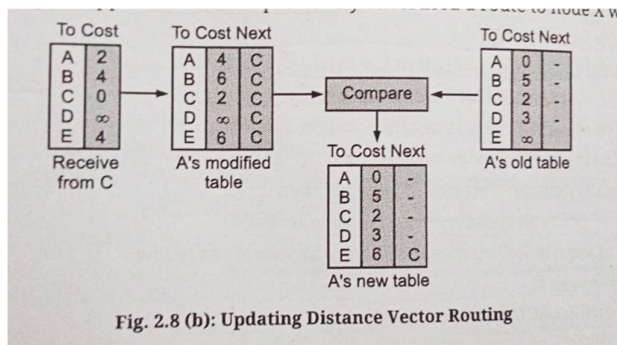 To Cost
A 2
B 4
C 0
D ∞
E 4
Receive
from C
To Cost Next
A 4 C
B 6 C
C 2 C
D ∞ C
E 6 C
A's modified
table
Compare
To Cost Next
A 0 -
B 5 -
C 2 -
D 3 -
E ∞
A's old table
To Cost Next
A 0 -
B 5 -
C 2 -
D 3 -
E 6 C
A's new table
Fig. 2.8 (b): Updating Distance Vector Routing